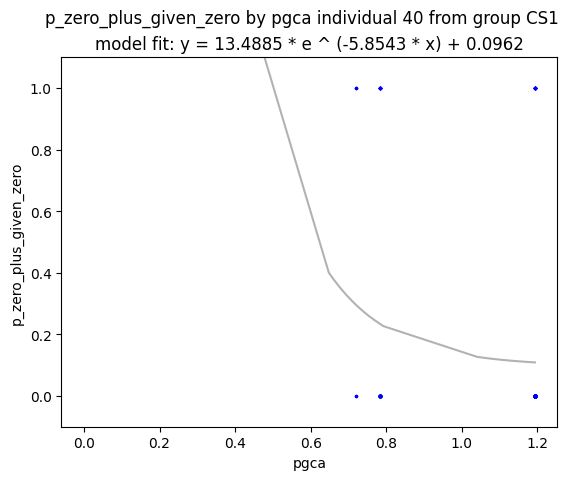 p_zero_plus_given_zero by pgca individual 40 from group CS1
model fit: y = 13.4885 * e ^ (-5.8543 * x) + 0.0962
1.0
0.8
0.6
0.4
0.2
0.0
p_zero_plus_given_zero
0.0 0.2 0.4 0.6 0.8 1.0 1.2
pgca